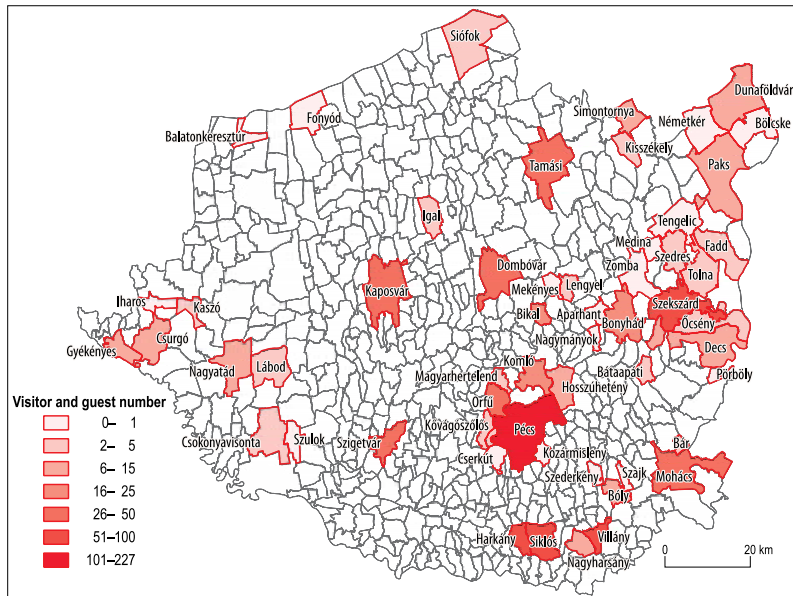 Siófok
Dunaföldvár
Simontornya
Németkér
Bölcske
Fonyód
Balatonkeresztúr
Kisszékely
Tamási
Paks
Igal
Tengelic
Medina
Fadd
Szedres
Zomba
Dombóvár
Tolna
Mekényes
Lengyel
Kaposvár
Iharos
Kaszó
Szekszárd
Bikal
Aparhant
Bonyhád
Őcsény
Csurgó
Nagymányok
Gyékényes
Decs
Komló
Nagyatád
Lábod
Bátaapáti
Magyarhertelend
Hosszúhetény
Pörböly
Visitor and guest number
Orfű
0– 1
Kővágószőlős
Pécs
2– 5
Csokonyavisonta
Szulok
Szigetvár
Bár
6– 15
Cserkút
Kozármisleny
16– 25
Szederkény
Szajk
Mohács
26– 50
Bóly
51–100
Harkány
Siklós
Villány
101–227
Nagyharsány
0
20 km